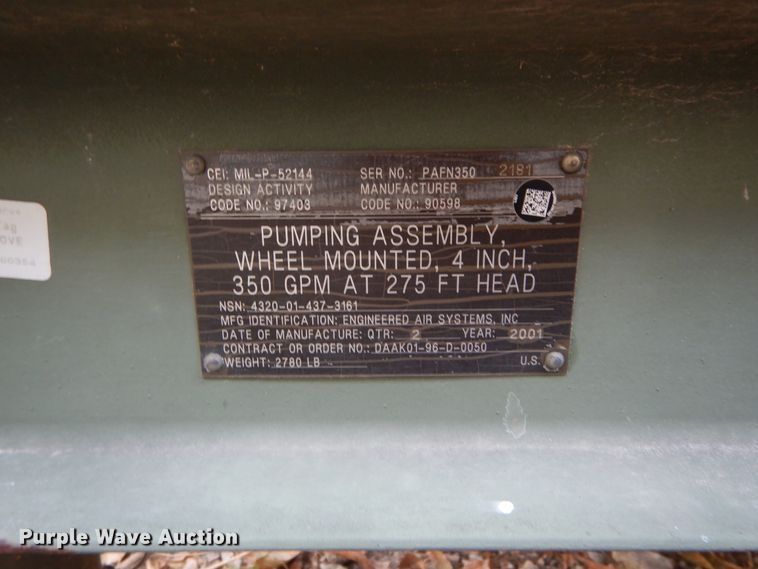 CEI: MIL-P-52144 SER NO.: PAFN350 2181
DESIGN ACTIVITY MANUFACTURER
CODE NO.: 97403 CODE NO.: 90598
PUMPING ASSEMBLY,
WHEEL MOUNTED, 4 INCH,
350 GPM AT 275 FT HEAD
NSN: 4320-01-437-3161
MFG IDENTIFICATION: ENGINEERED AIR SYSTEMS, INC
DATE OF MANUFACTURE: QTR: 2 YEAR: 2001
CONTRACT OR ORDER NO.: DAAK01-96-D-0050
WEIGHT: 2780 LB U.S.
Purple Wave Auction